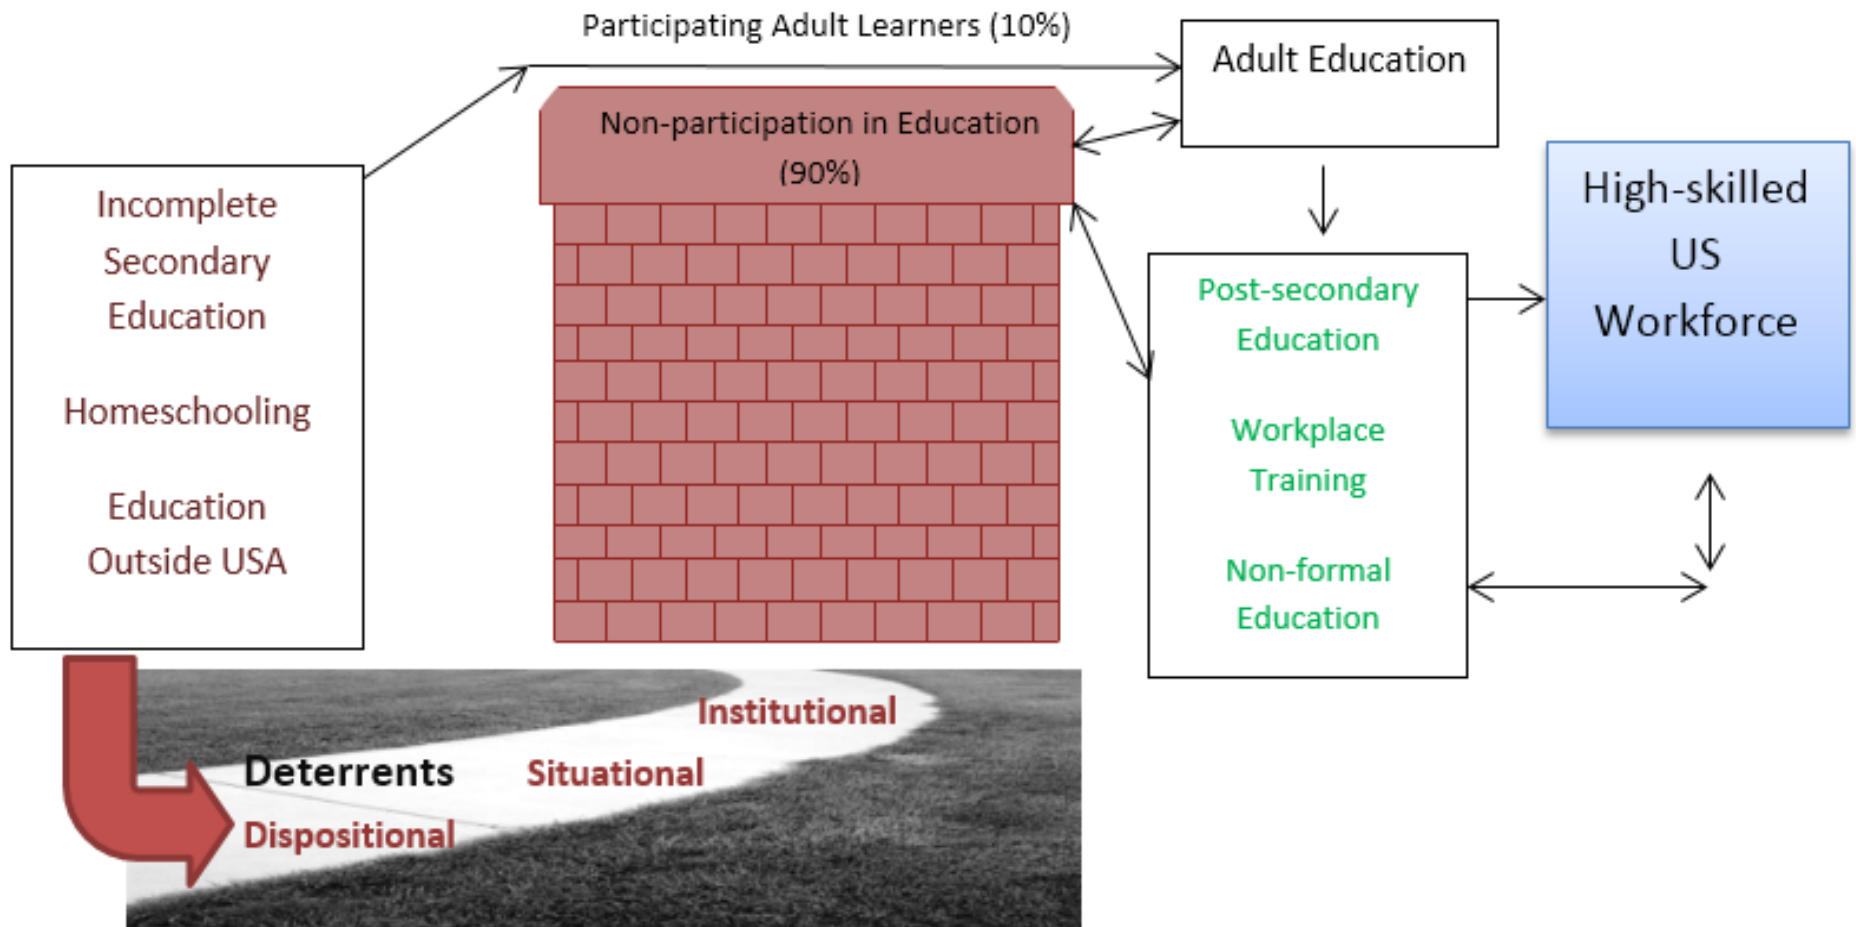 Participating Adult Learners (10%)
Adult Education
Non-participation in Education
(90%)
Incomplete
Secondary
Education
Homeschooling
Education
Outside USA
High-skilled
US
Workforce
Post-secondary
Education
Workplace
Training
Non-formal
Education
Institutional
Deterrents
Situational
Dispositional